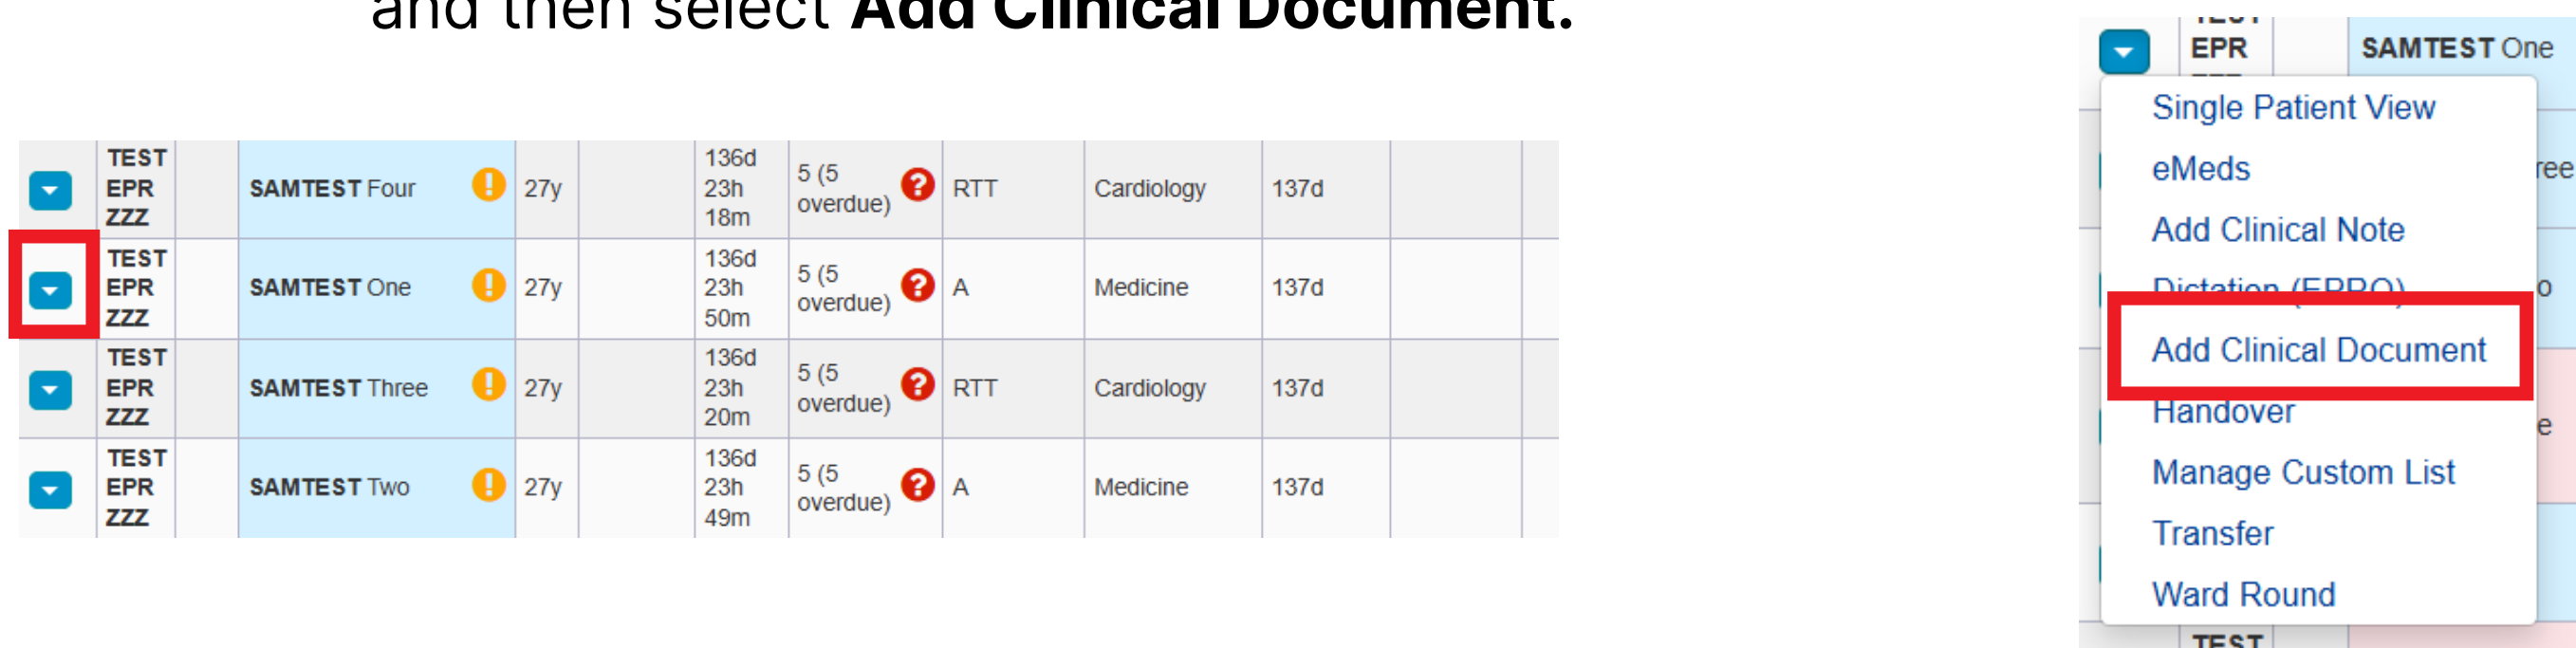 and then select Add Clinical Document.
TEST EPR ZZZ SAMTEST Four ! 27y 136d 23h 18m 5 (5 overdue) ? RTT Cardiology 137d
TEST EPR ZZZ SAMTEST One ! 27y 136d 23h 50m 5 (5 overdue) ? A Medicine 137d
TEST EPR ZZZ SAMTEST Three ! 27y 136d 23h 20m 5 (5 overdue) ? RTT Cardiology 137d
TEST EPR ZZZ SAMTEST Two ! 27y 136d 23h 49m 5 (5 overdue) ? A Medicine 137d
EPR SAMTEST One
Single Patient View
eMeds
Add Clinical Note
Dictation (EPRO)
Add Clinical Document
Handover
Manage Custom List
Transfer
Ward Round
TEST